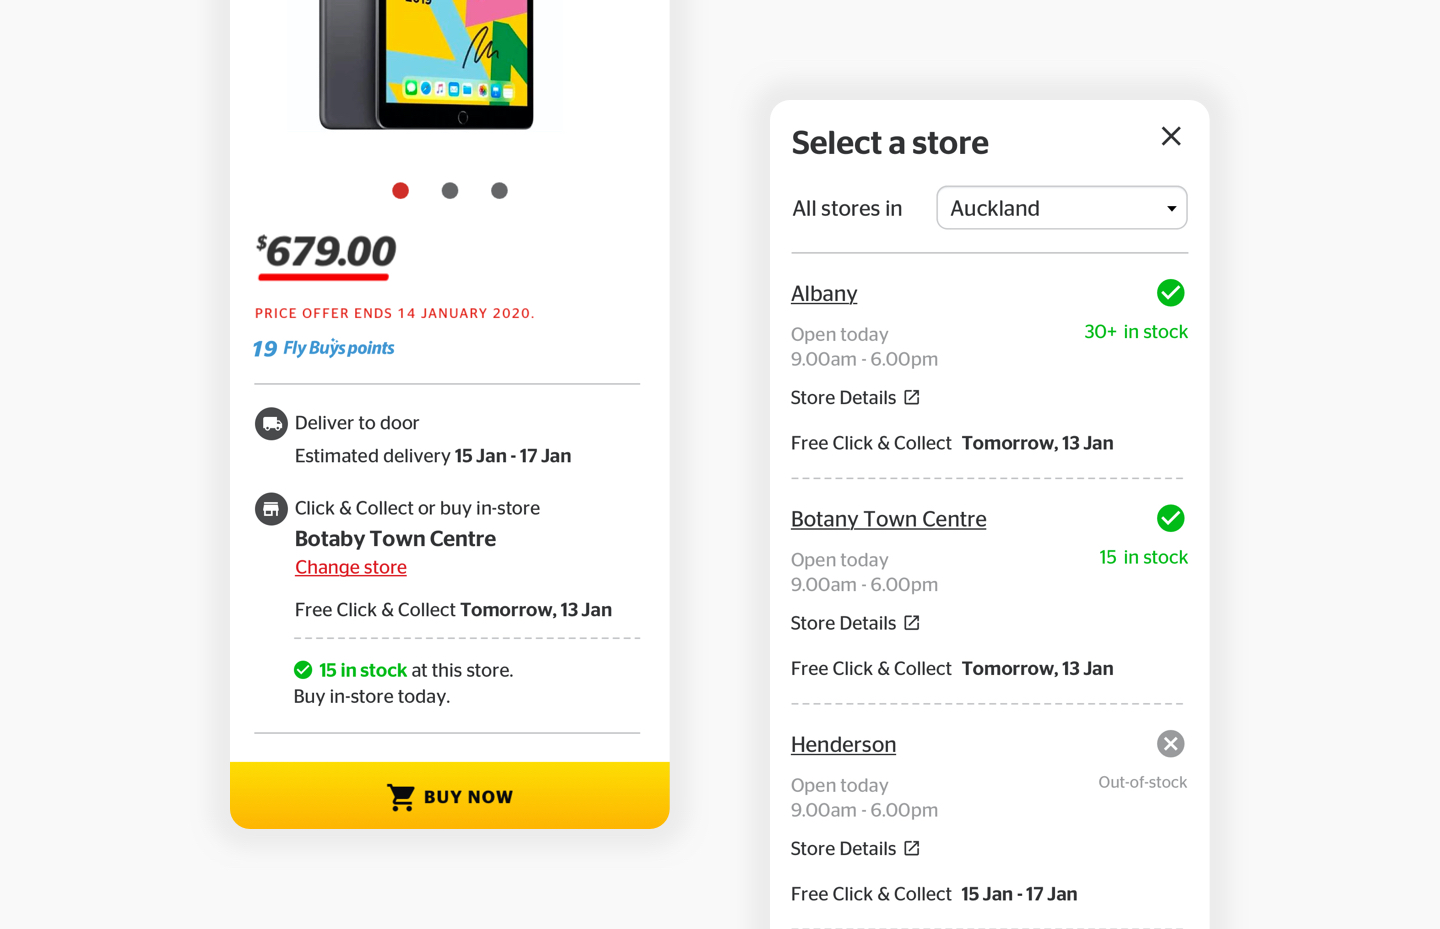 $679.00
PRICE OFFER ENDS 14 JANUARY 2020.
19 Fly Buys points
Deliver to door
Estimated delivery 15 Jan - 17 Jan
Click & Collect or buy in-store
Botaby Town Centre
Change store
Free Click & Collect Tomorrow, 13 Jan
15 in stock at this store.
Buy in-store today.
BUY NOW
Select a store
All stores in Auckland
Albany
30+ in stock
Open today
9.00am - 6.00pm
Store Details
Free Click & Collect Tomorrow, 13 Jan
Botany Town Centre
15 in stock
Open today
9.00am - 6.00pm
Store Details
Free Click & Collect Tomorrow, 13 Jan
Henderson
Out-of-stock
Open today
9.00am - 6.00pm
Store Details
Free Click & Collect 15 Jan - 17 Jan